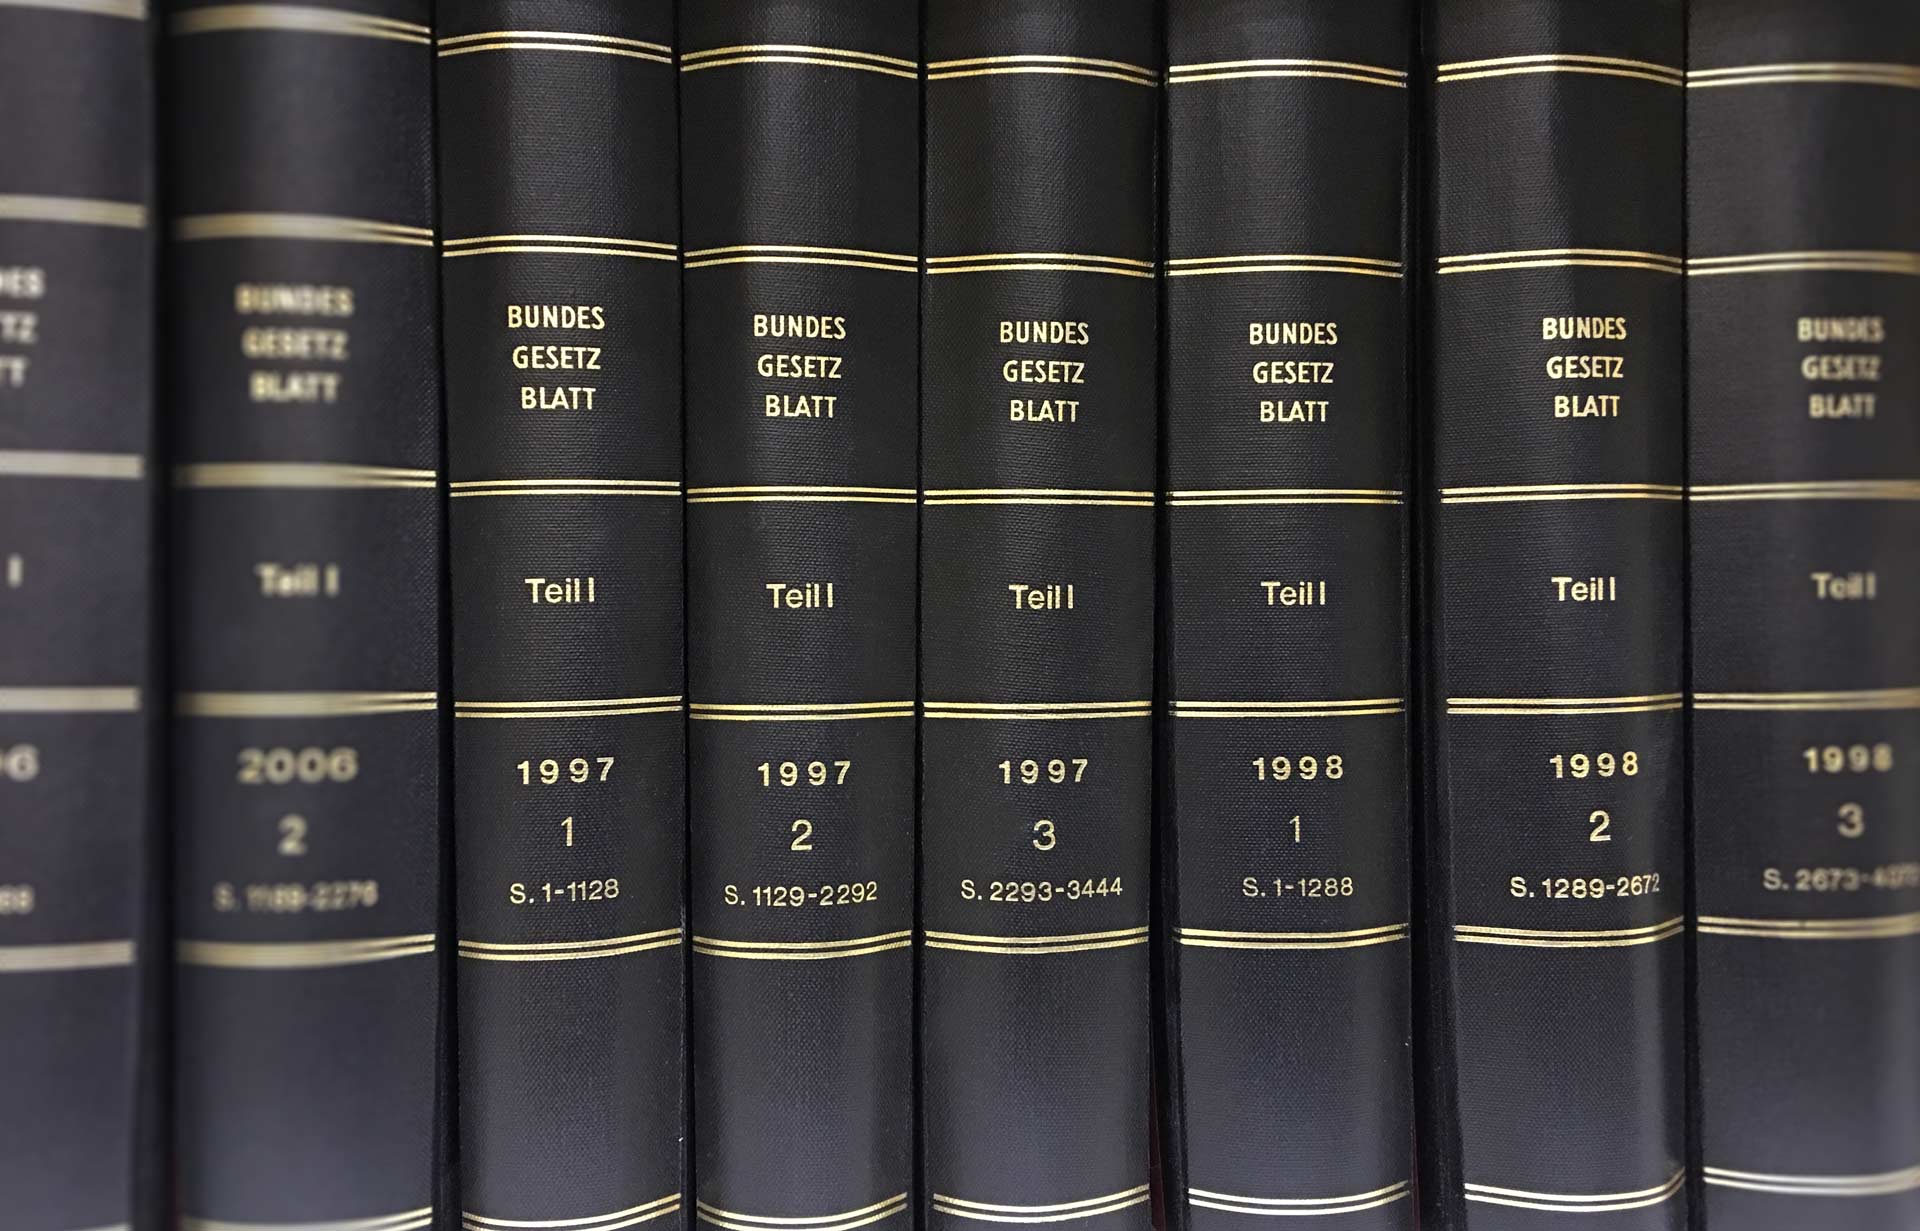 BUNDES
GESETZ
BLATT
Teil I
2006
2
BUNDES
GESETZ
BLATT
Teil I
1997
1
S. 1-1128
BUNDES
GESETZ
BLATT
Teil I
1997
2
S. 1129-2292
BUNDES
GESETZ
BLATT
Teil I
1997
3
S. 2293-3444
BUNDES
GESETZ
BLATT
Teil I
1998
1
S. 1-1288
BUNDES
GESETZ
BLATT
Teil I
1998
2
S. 1289-2672
BUNDES
GESETZ
BLATT
Teil I
1998
3